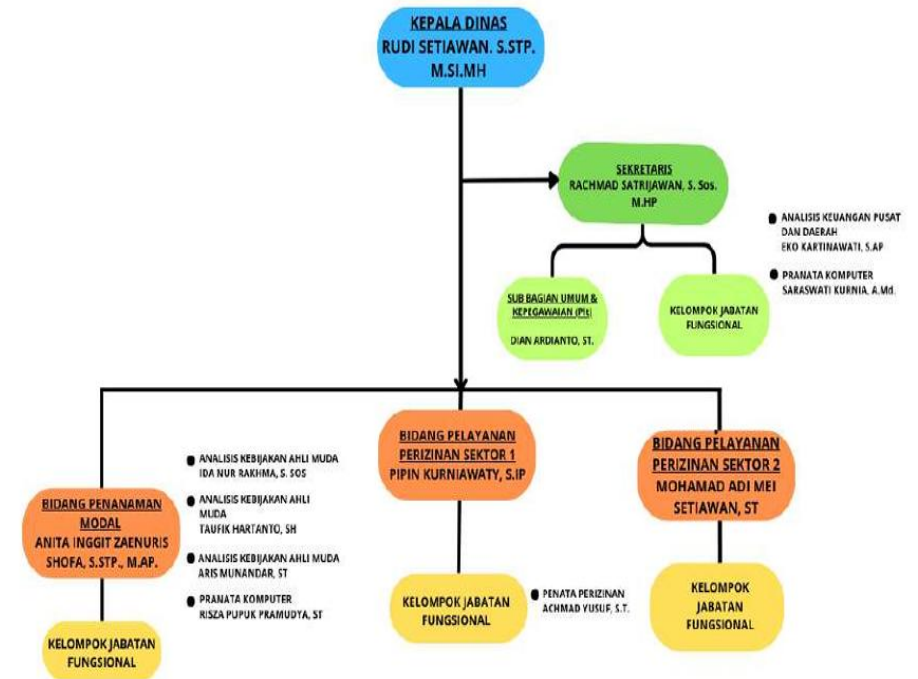 KEPALA DINAS
RUDI SETIAWAN. S.STP.
M.SI.MH
SEKRETARIS
RACHMAD SATRIJAWAN, S. Sos.
M.HP
ANALISIS KEUANGAN PUSAT
DAN DAERAH
EKO KARTINAWATI, S.AP
PRANATA KOMPUTER
SARASWATI KURNIA, A.Md.
SUB BAGIAN UMUM &
KEPEGAWAIAN (Plt)
DIAN ARDIANTO, ST.
KELOMPOK JABATAN
FUNGSIONAL
BIDANG PENANAMAN
MODAL
ANITA INGGIT ZAENURIS
SHOFA, S.STP., M.AP.
ANALISIS KEBIJAKAN AHLI MUDA
IDA NUR RAKHMA, S. SOS
ANALISIS KEBIJAKAN AHLI
MUDA
TAUFIK HARTANTO, SH
ANALISIS KEBIJAKAN AHLI MUDA
ARIS MUNANDAR, ST
PRANATA KOMPUTER
RISZA PUPUK PRAMUDYA, ST
KELOMPOK JABATAN
FUNGSIONAL
BIDANG PELAYANAN
PERIZINAN SEKTOR 1
PIPIN KURNIAWATY, S.IP
KELOMPOK JABATAN
FUNGSIONAL
PENATA PERIZINAN
ACHMAD YUSUF, S.T.
BIDANG PELAYANAN
PERIZINAN SEKTOR 2
MOHAMAD ADI MEI
SETIAWAN, ST
KELOMPOK
JABATAN
FUNGSIONAL